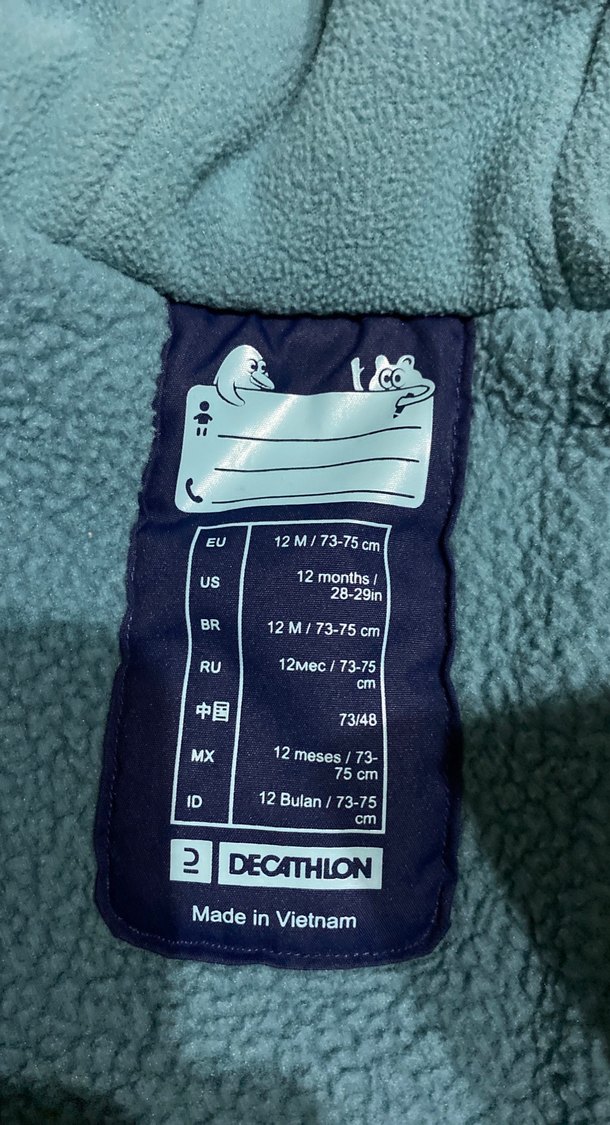 EU 12 M / 73-75 cm
US 12 months /
28-29in
BR 12 M / 73-75 cm
RU 12мес / 73-75
cm
中国 73/48
MX 12 meses / 73-
75 cm
ID 12 Bulan / 73-75
cm
DECATHLON
Made in Vietnam